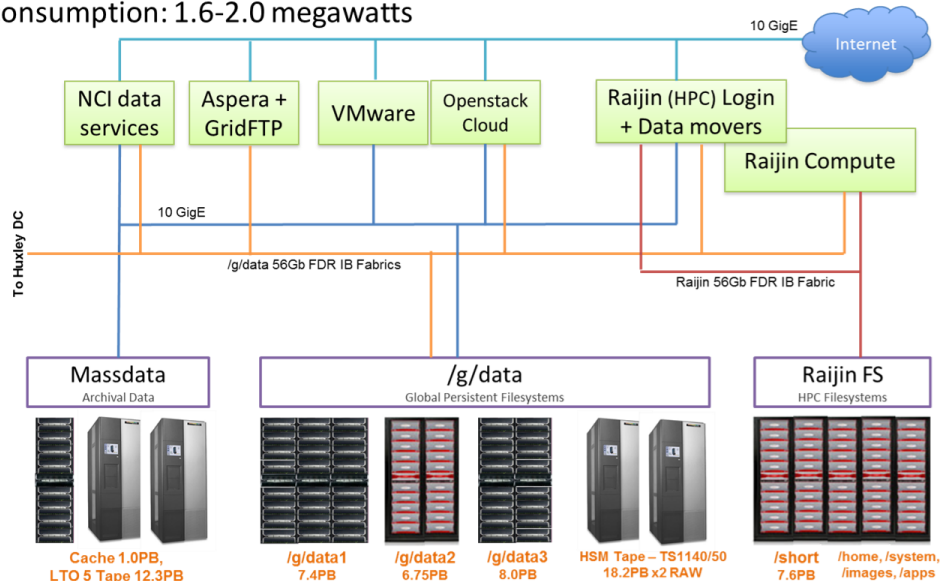 onsumption: 1.6-2.0 megawatts
10 GigE
Internet
NCI data
services
Aspera +
GridFTP
VMware
Openstack
Cloud
Raijin (HPC) Login
+ Data movers
Raijin Compute
10 GigE
To Huxley DC
/g/data 56Gb FDR IB Fabrics
Raijin 56Gb FDR IB Fabric
Massdata
Archival Data
/g/data
Global Persistent Filesystems
Raijin FS
HPC Filesystems
Cache 1.0PB,
LTO 5 Tape 12.3PB
/g/data1
7.4PB
/g/data2
6.75PB
/g/data3
8.0PB
HSM Tape – TS1140/50
18.2PB x2 RAW
/short
7.6PB
/home, /system,
/images, /apps